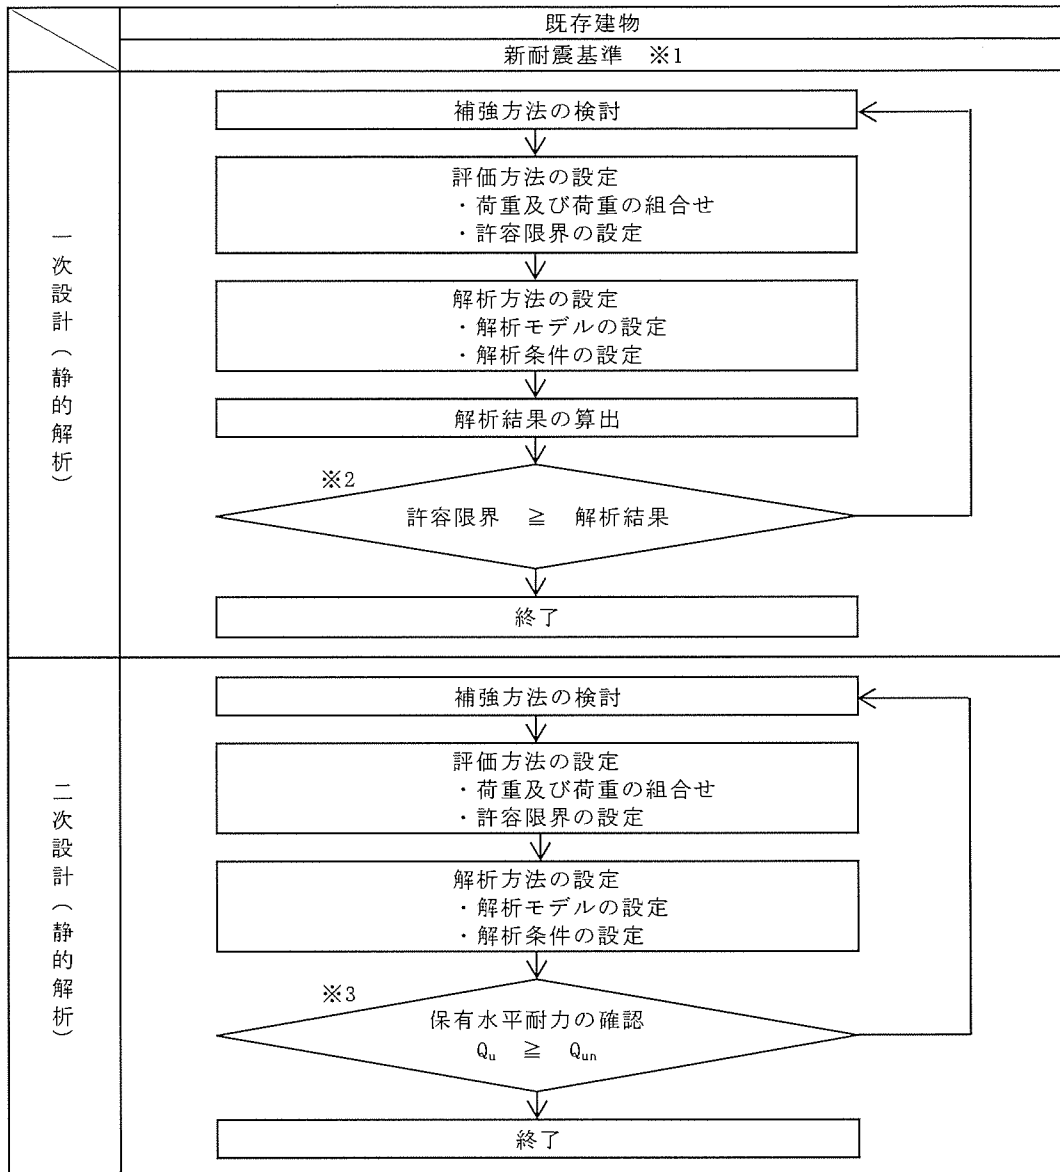 既存建物
新耐震基準 ※1
一次設計（静的解析）
補強方法の検討
評価方法の設定
・荷重及び荷重の組合せ
・許容限界の設定
解析方法の設定
・解析モデルの設定
・解析条件の設定
解析結果の算出
※2
許容限界 ≧ 解析結果
終了
二次設計（静的解析）
補強方法の検討
評価方法の設定
・荷重及び荷重の組合せ
・許容限界の設定
解析方法の設定
・解析モデルの設定
・解析条件の設定
※3
保有水平耐力の確認
Qu ≧ Qun
終了